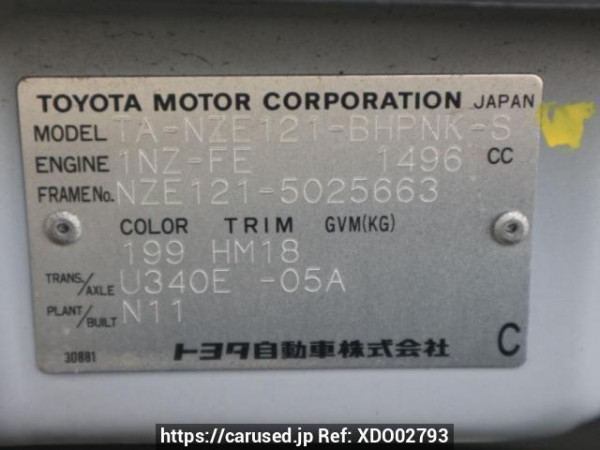 TOYOTA MOTOR CORPORATION JAPAN
MODEL TA-NZE121-BHPNK-S
ENGINE 1NZ-FE 1496 CC
FRAME No. NZE121-5025663
COLOR TRIM GVM(KG)
199 HM18
TRANS./AXLE U340E -05A
PLANT/BUILT N11
30881 トヨタ自動車株式会社 C
https://carused.jp Ref: XDO02793